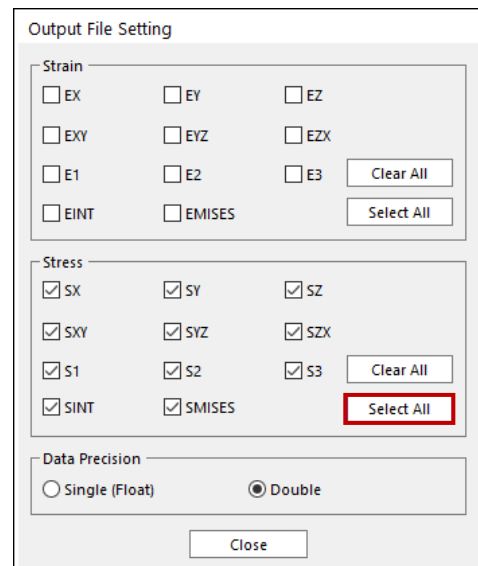 Output File Setting
Strain
EX EY EZ
EXY EYZ EZX
E1 E2 E3 Clear All
EINT EMISES Select All
Stress
SX SY SZ
SXY SYZ SZX
S1 S2 S3 Clear All
SINT SMISES Select All
Data Precision
Single (Float) Double
Close